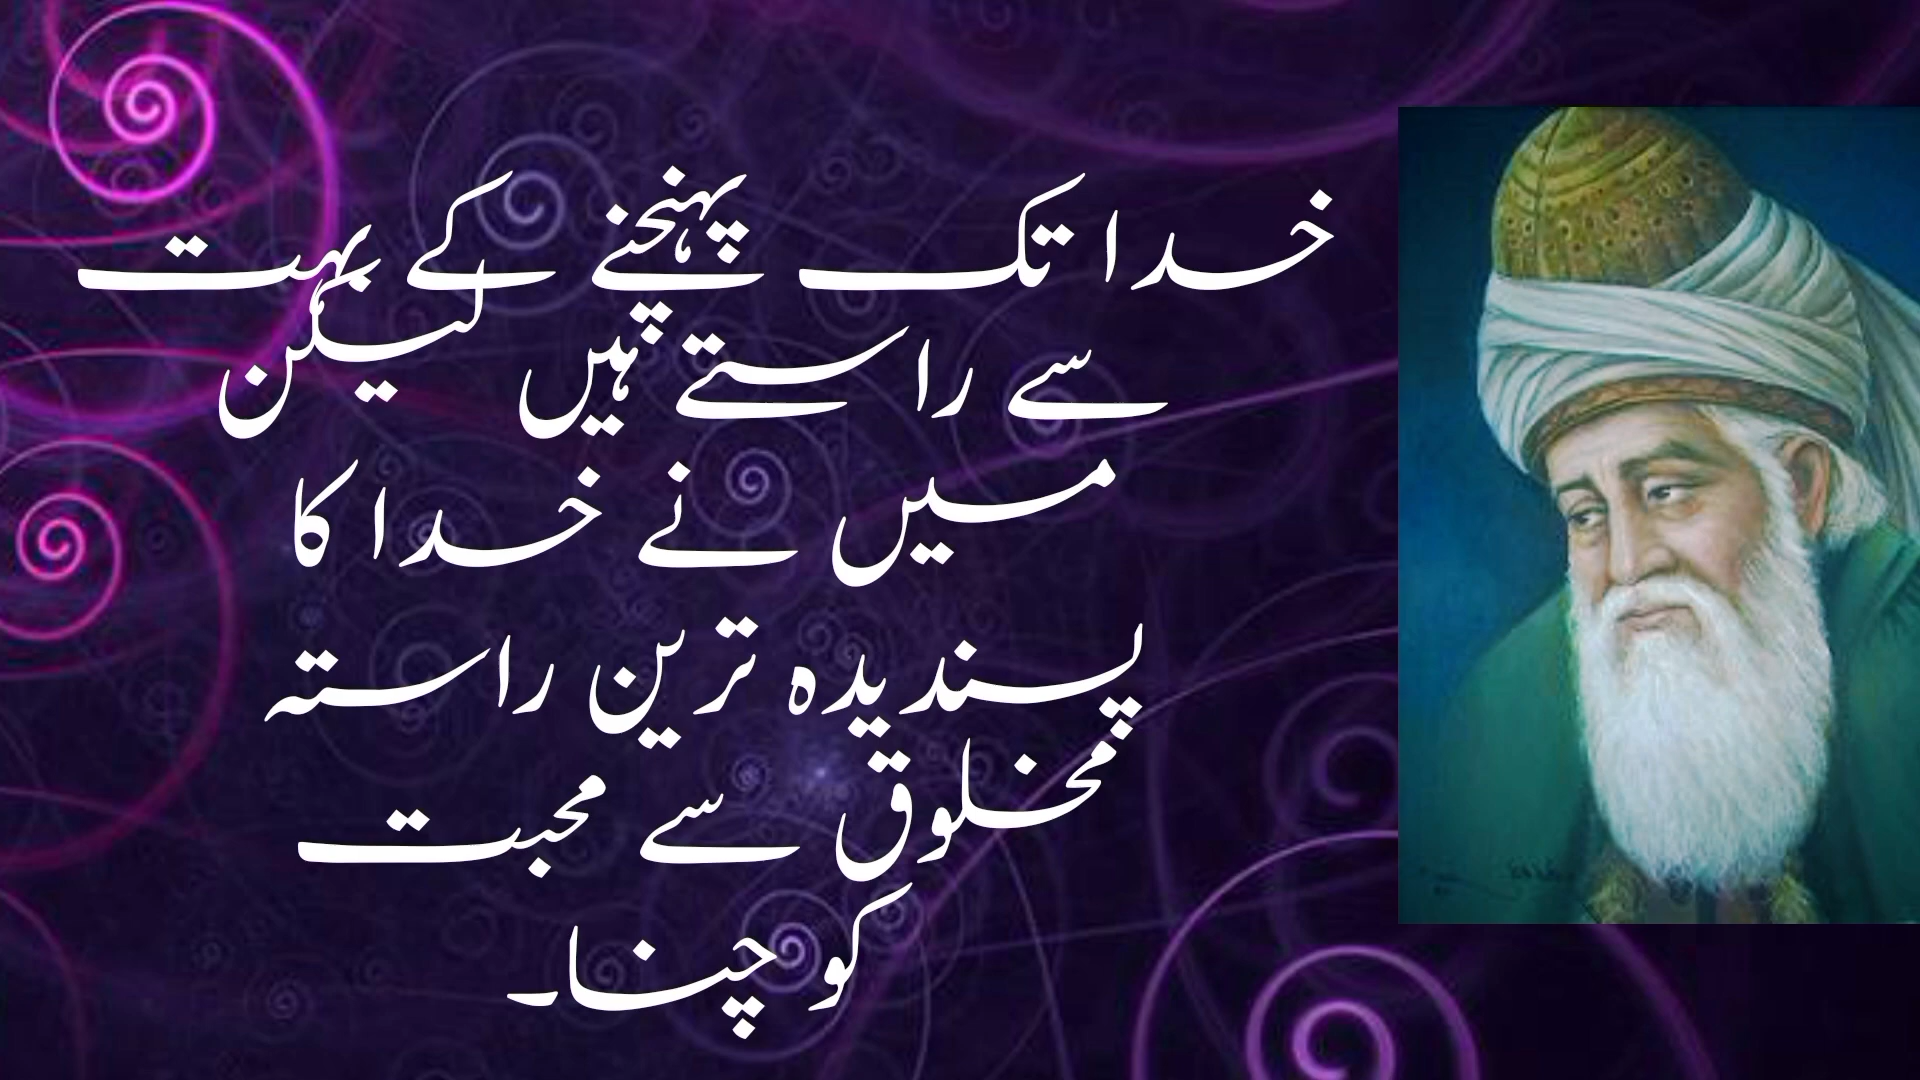 خدا تک پہنچنے کے بہت
سے راستے ہیں لیکن
میں نے خدا کا
پسندیدہ ترین راستہ
مخلوق سے محبت
کو چنا۔